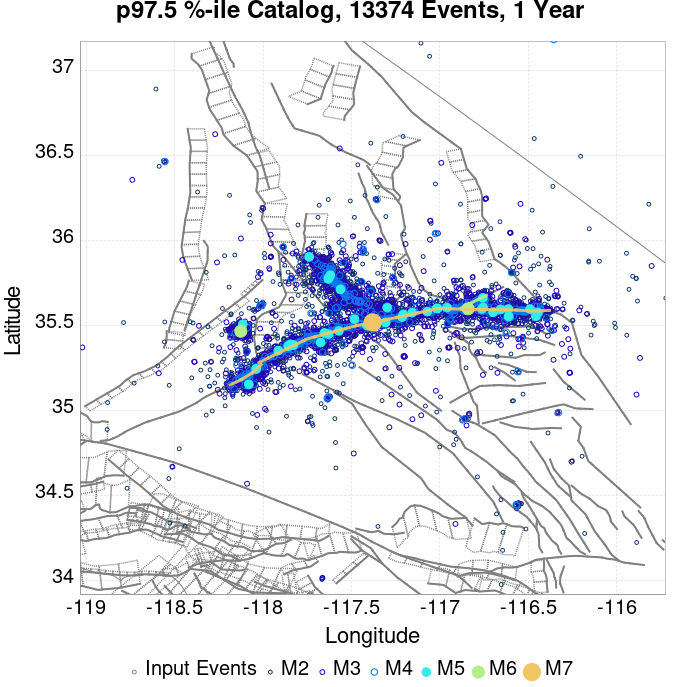 p97.5 %-ile Catalog, 13374 Events, 1 Year
37
36.5
36
35.5
35
34.5
34
Latitude
-119 -118.5 -118 -117.5 -117 -116.5 -116
Longitude
Input Events M2 M3 M4 M5 M6 M7